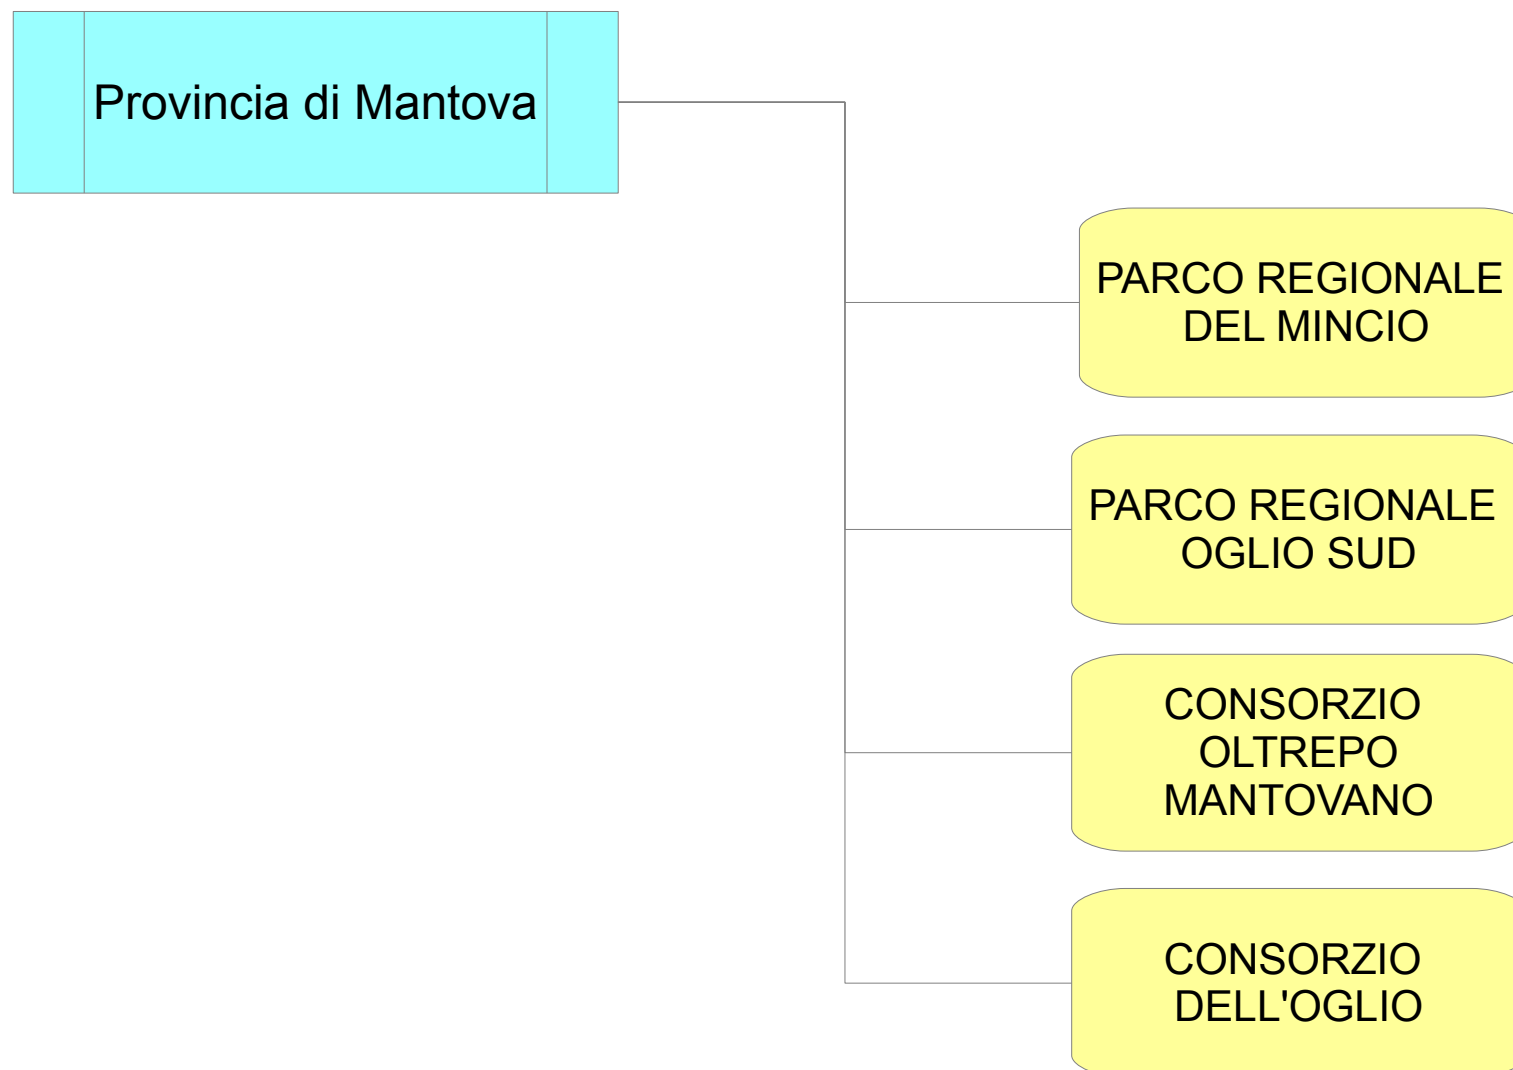 Provincia di Mantova
PARCO REGIONALE
DEL MINCIO
PARCO REGIONALE
OGLIO SUD
CONSORZIO
OLTREPO
MANTOVANO
CONSORZIO
DELL'OGLIO